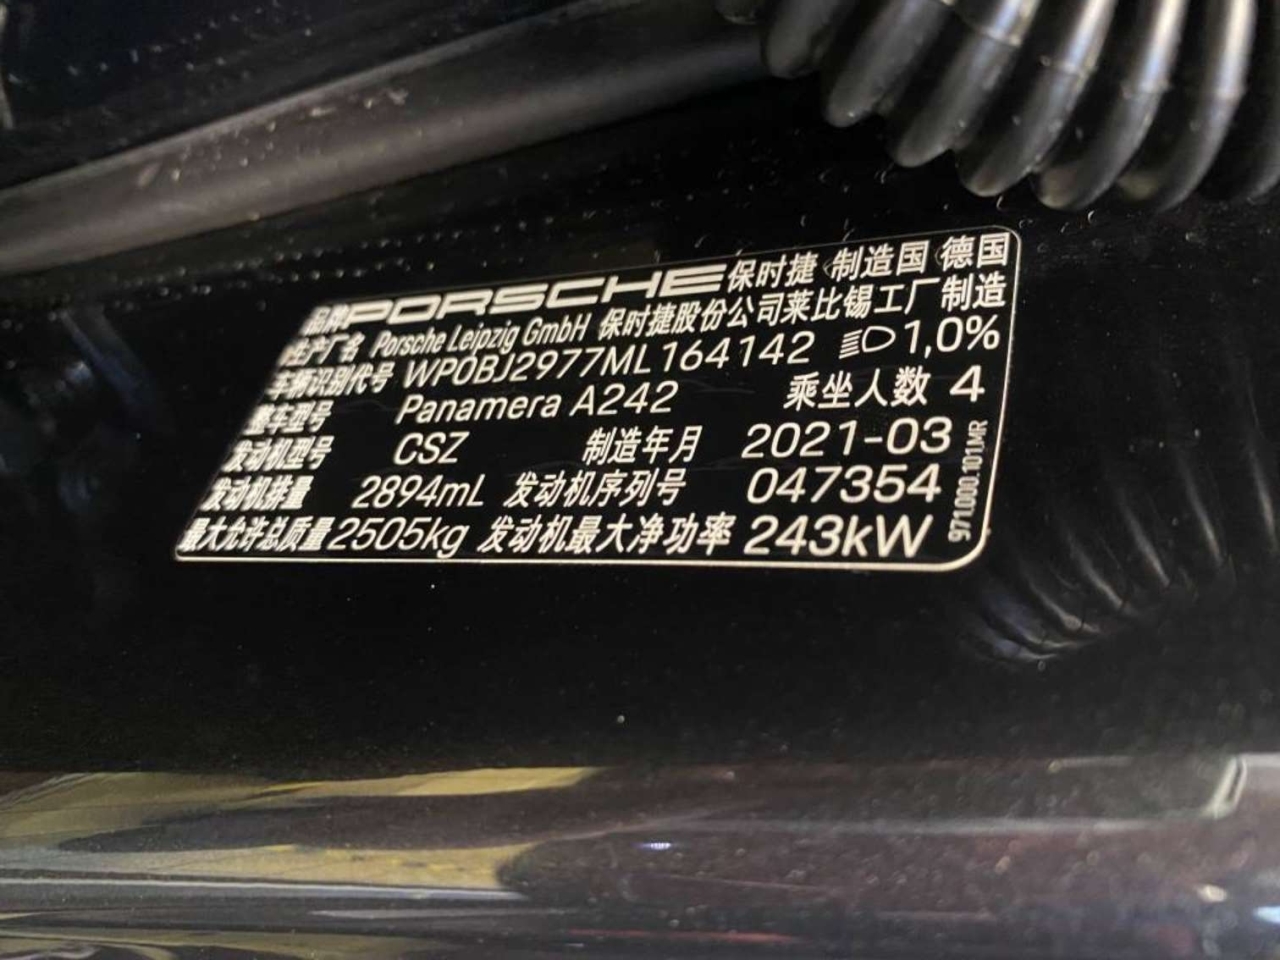 品牌 PORSCHE 保时捷 制造国 德国
生产厂名 Porsche Leipzig GmbH 保时捷股份公司莱比锡工厂制造
车辆识别代号 WP0BJ2977ML164142 1,0%
整车型号 Panamera A242 乘坐人数 4
发动机型号 CSZ 制造年月 2021-03
发动机排量 2894mL 发动机序列号 047354
最大允许总质量 2505kg 发动机最大净功率 243kW
971.000.101.MR